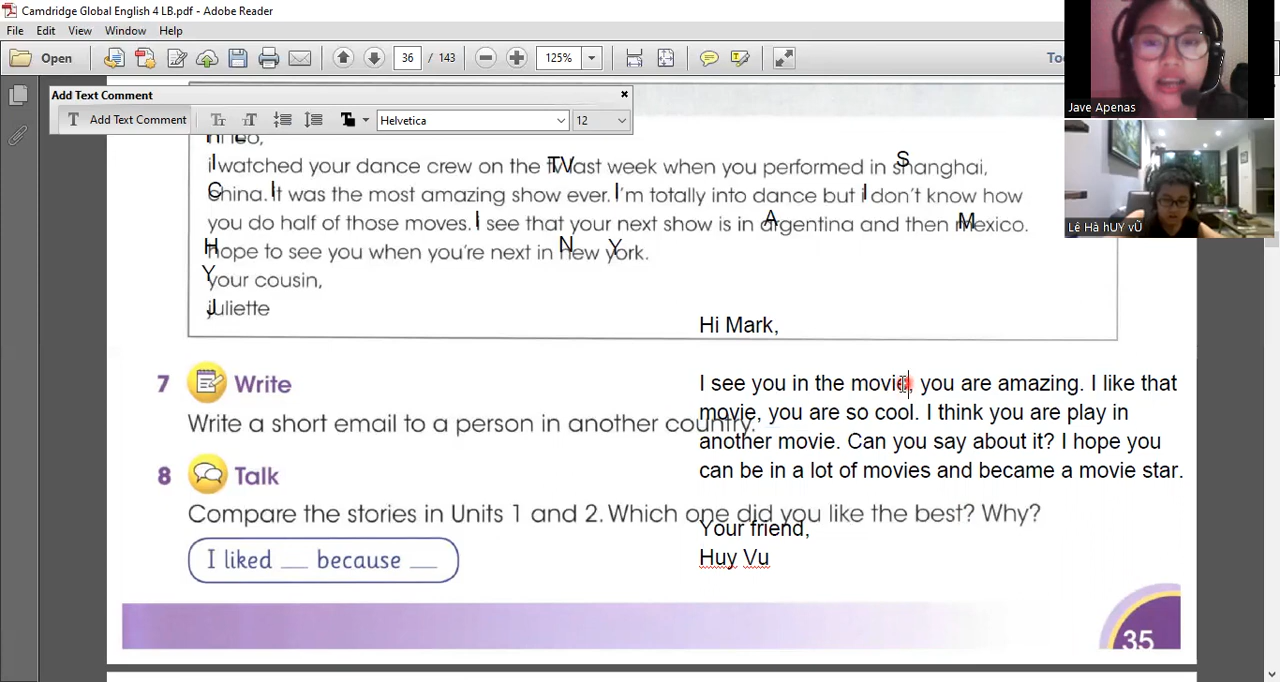 Camdridge Global English 4 LB.pdf - Adobe Reader
File Edit View Window Help
Open 36 / 143 125%
Add Text Comment
Add Text Comment Helvetica 12
I watched your dance crew on the TV last week when you performed in Shanghai,
China. It was the most amazing show ever. I'm totally into dance but I don't know how
you do half of those moves. I see that your next show is in Argentina and then Mexico.
Hope to see you when you're next in New York.
Your cousin,
Juliette
7 Write
Write a short email to a person in another country.
8 Talk
Compare the stories in Units 1 and 2. Which one did you like the best? Why?
I liked __ because __
Hi Mark,
I see you in the movie, you are amazing. I like that
movie, you are so cool. I think you are play in
another movie. Can you say about it? I hope you
can be in a lot of movies and became a movie star.
Your friend,
Huy Vu
35
Jave Apenas
Lê Hà hUY vŨ